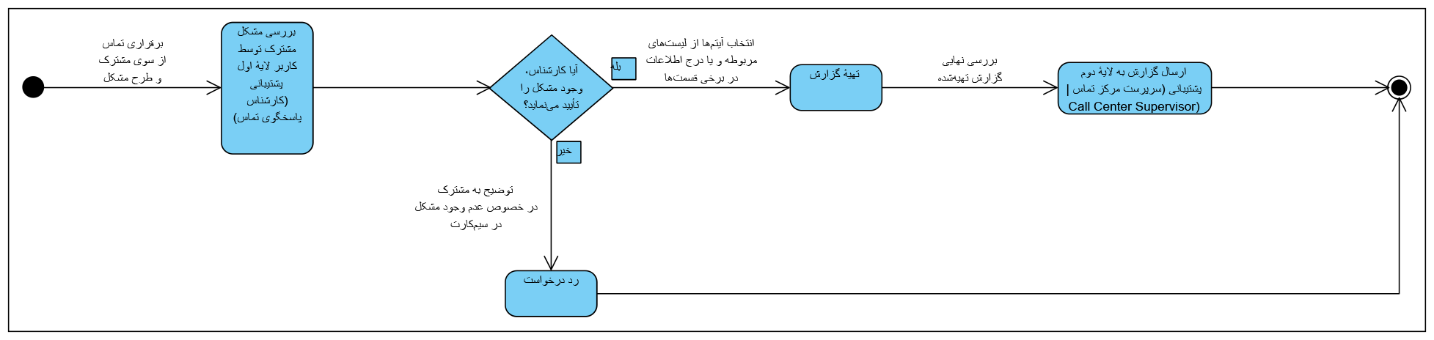 برقراری تماس
از سوی مشترک
و طرح مشکل
بررسی مشکل
مشترک توسط
کاربر لایۀ اول
پشتیبانی
(کارشناس
پاسخگوی تماس)
آیا کارشناس،
وجود مشکل را
تأیید می‌نماید؟
بله
انتخاب آیتم‌ها از لیست‌های
مربوطه و یا درج اطلاعات
در برخی قسمت‌ها
تهیۀ گزارش
بررسی نهایی
گزارش تهیه‌شده
ارسال گزارش به لایۀ دوم
پشتیبانی (سرپرست مرکز تماس |
Call Center Supervisor)
خیر
توضیح به مشترک
در خصوص عدم وجود مشکل
در سیم‌کارت
رد درخواست